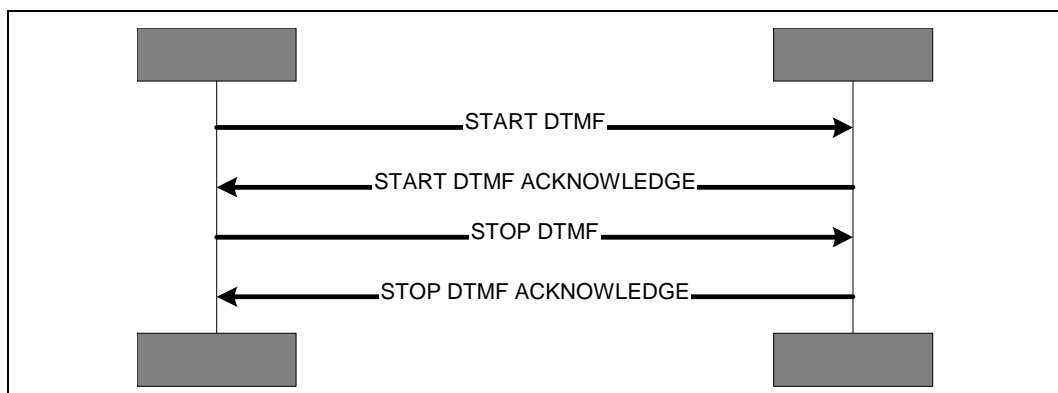 START DTMF
START DTMF ACKNOWLEDGE
STOP DTMF
STOP DTMF ACKNOWLEDGE